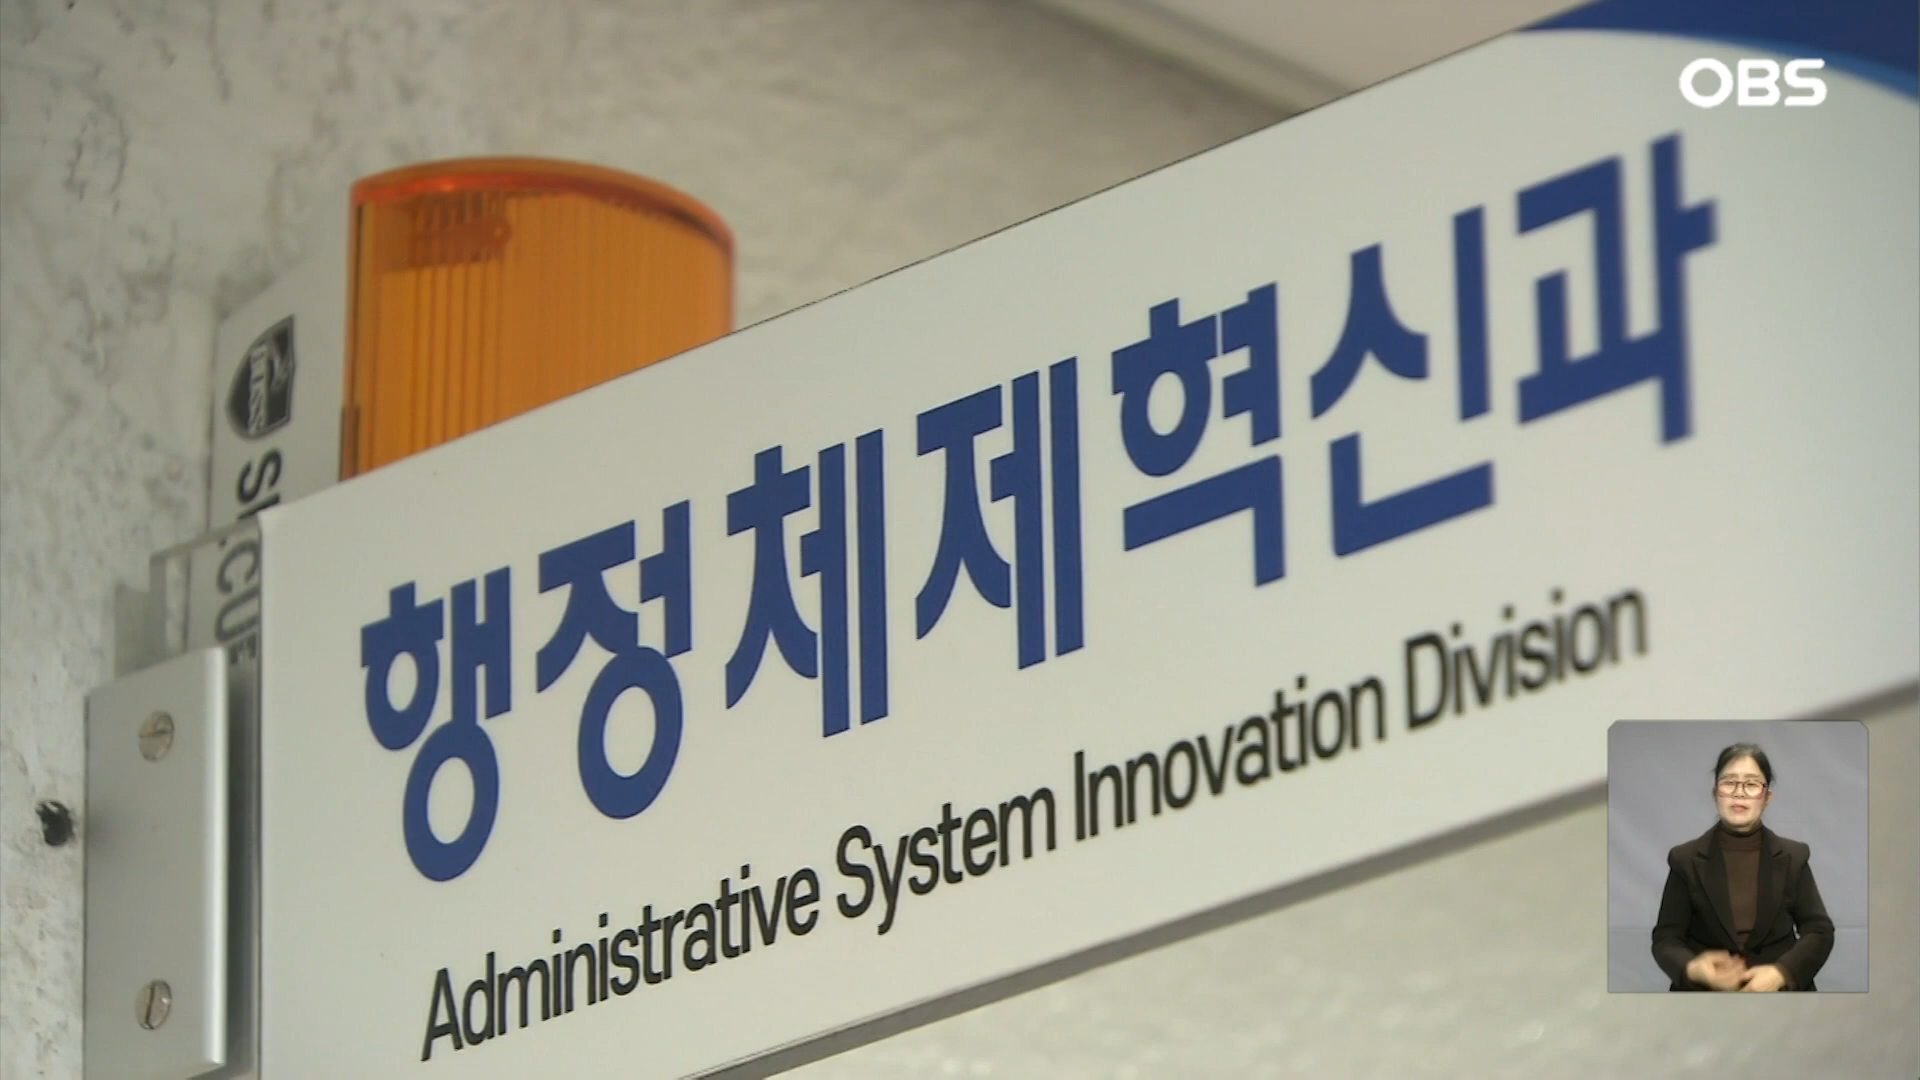 OBS
행정체제혁신과
Administrative System Innovation Division